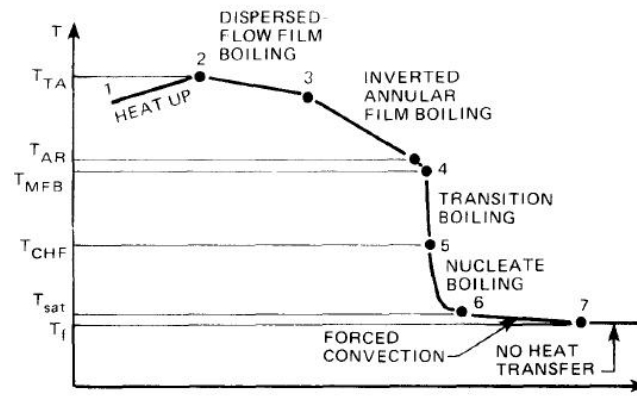 T
DISPERSED-
FLOW FILM
BOILING
2
T_TA
1
HEAT UP
3
INVERTED
ANNULAR
FILM BOILING
T_AR
T_MFB
4
TRANSITION
BOILING
T_CHF
5
NUCLEATE
BOILING
T_sat
6
7
T_f
FORCED
CONVECTION
NO HEAT
TRANSFER